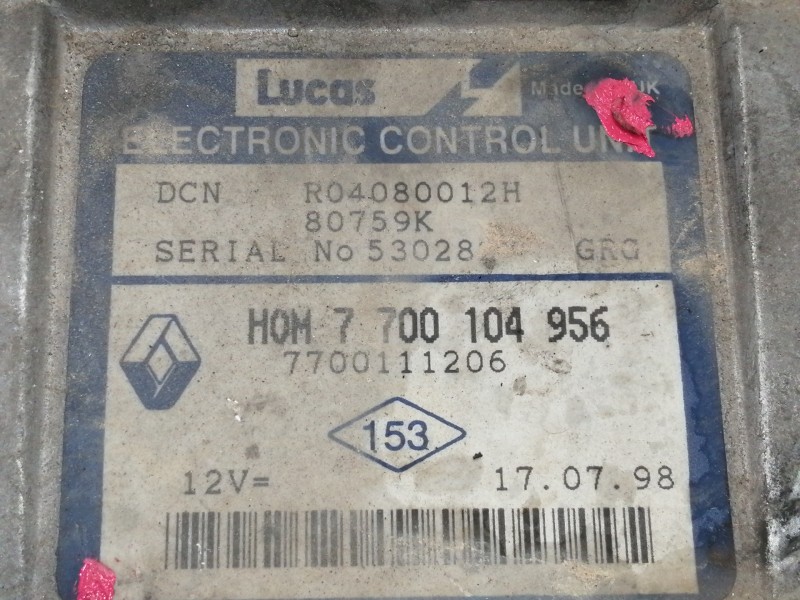 Lucas
Made UK
ELECTRONIC CONTROL UNIT
DCN R04080012H
80759K
SERIAL No 53028 GRG
HOM 7 700 104 956
7700111206
153
12V=
17.07.98